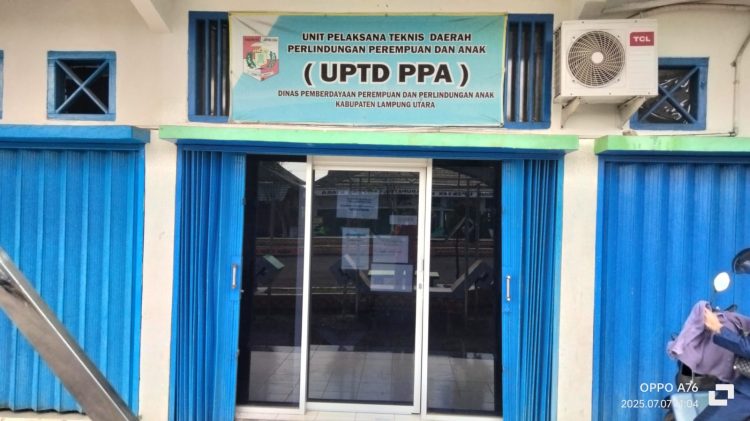 UNIT PELAKSANA TEKNIS DAERAH
PERLINDUNGAN PEREMPUAN DAN ANAK
( UPTD PPA )
DINAS PEMBERDAYAAN PEREMPUAN DAN PERLINDUNGAN ANAK
KABUPATEN LAMPUNG UTARA
TCL
OPPO A76